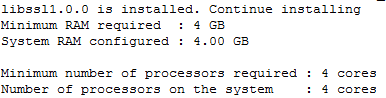 libssl1.0.0 is installed. Continue installing
Minimum RAM required  : 4 GB
System RAM configured : 4.00 GB
Minimum number of processors required : 4 cores
Number of processors on the system    : 4 cores